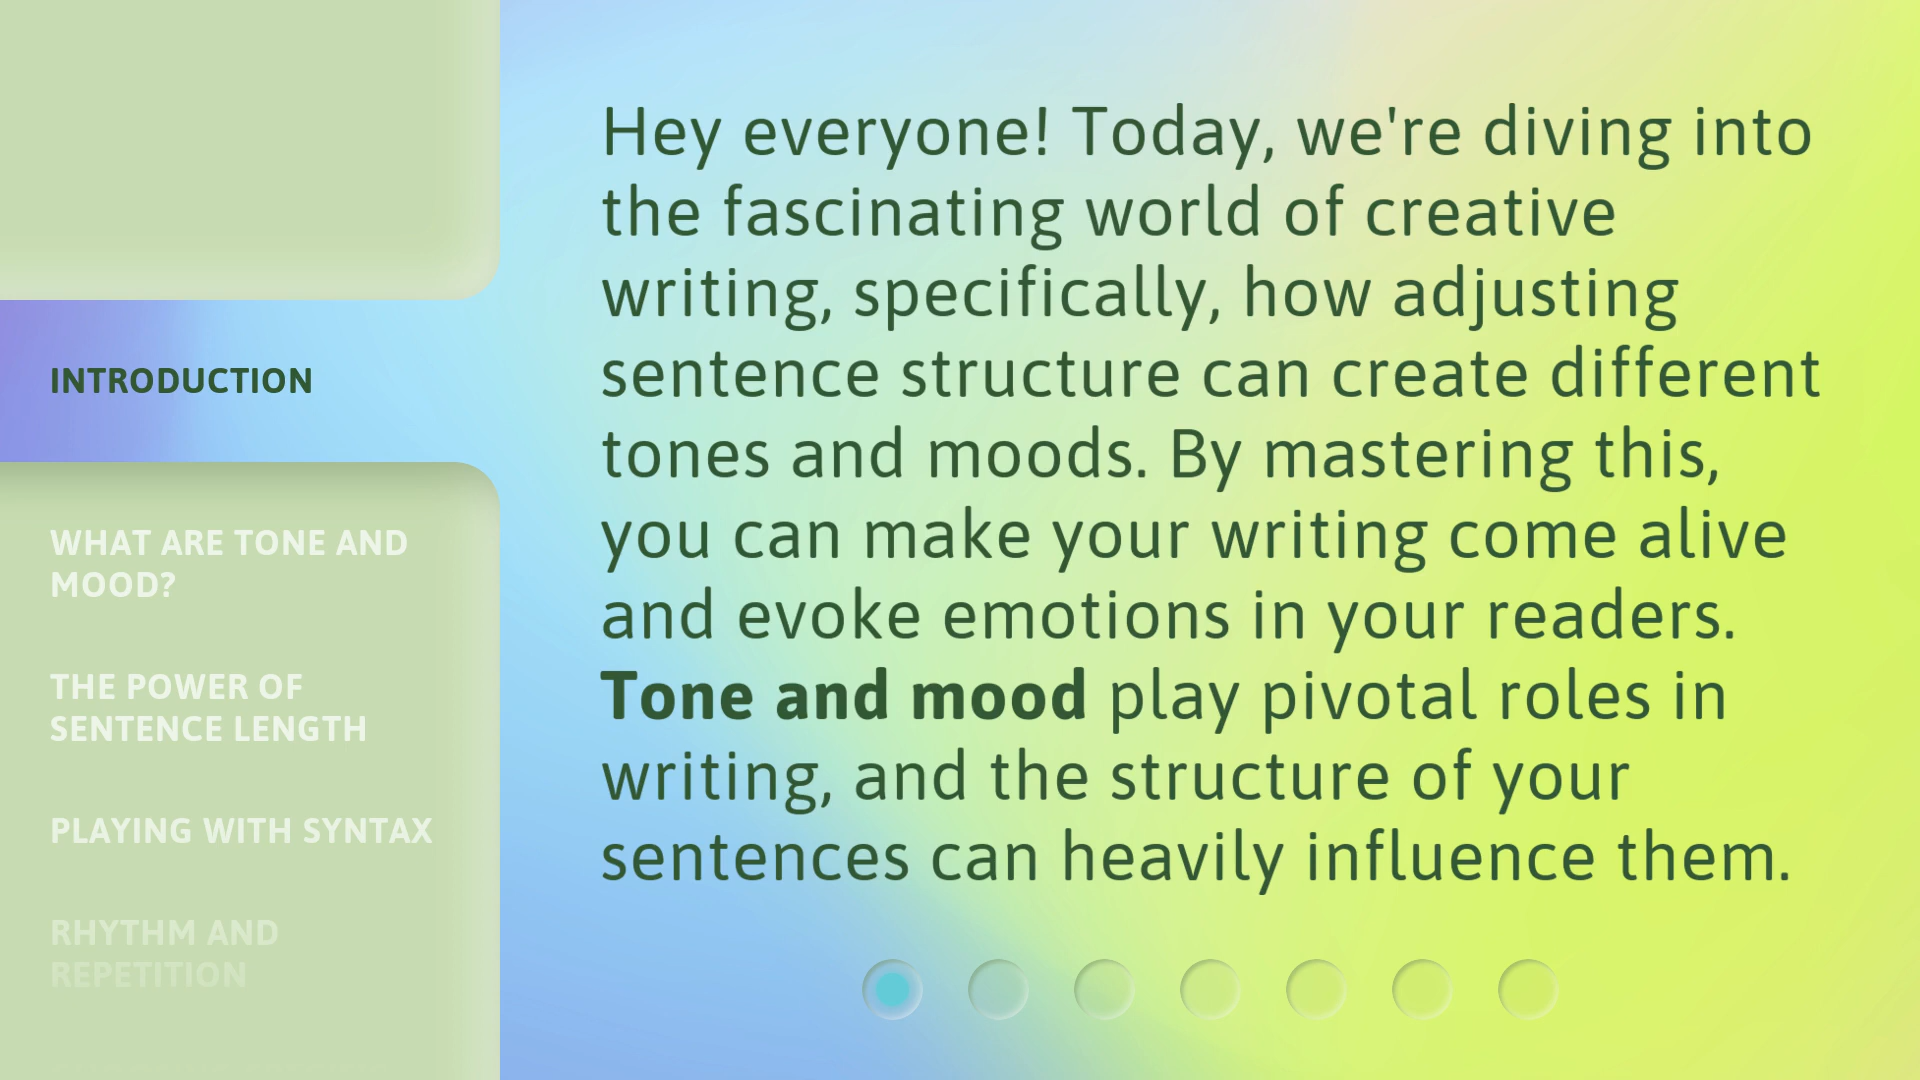 INTRODUCTION
WHAT ARE TONE AND
MOOD?
THE POWER OF
SENTENCE LENGTH
PLAYING WITH SYNTAX
RHYTHM AND
REPETITION
Hey everyone! Today, we're diving into
the fascinating world of creative
writing, specifically, how adjusting
sentence structure can create different
tones and moods. By mastering this,
you can make your writing come alive
and evoke emotions in your readers.
Tone and mood play pivotal roles in
writing, and the structure of your
sentences can heavily influence them.